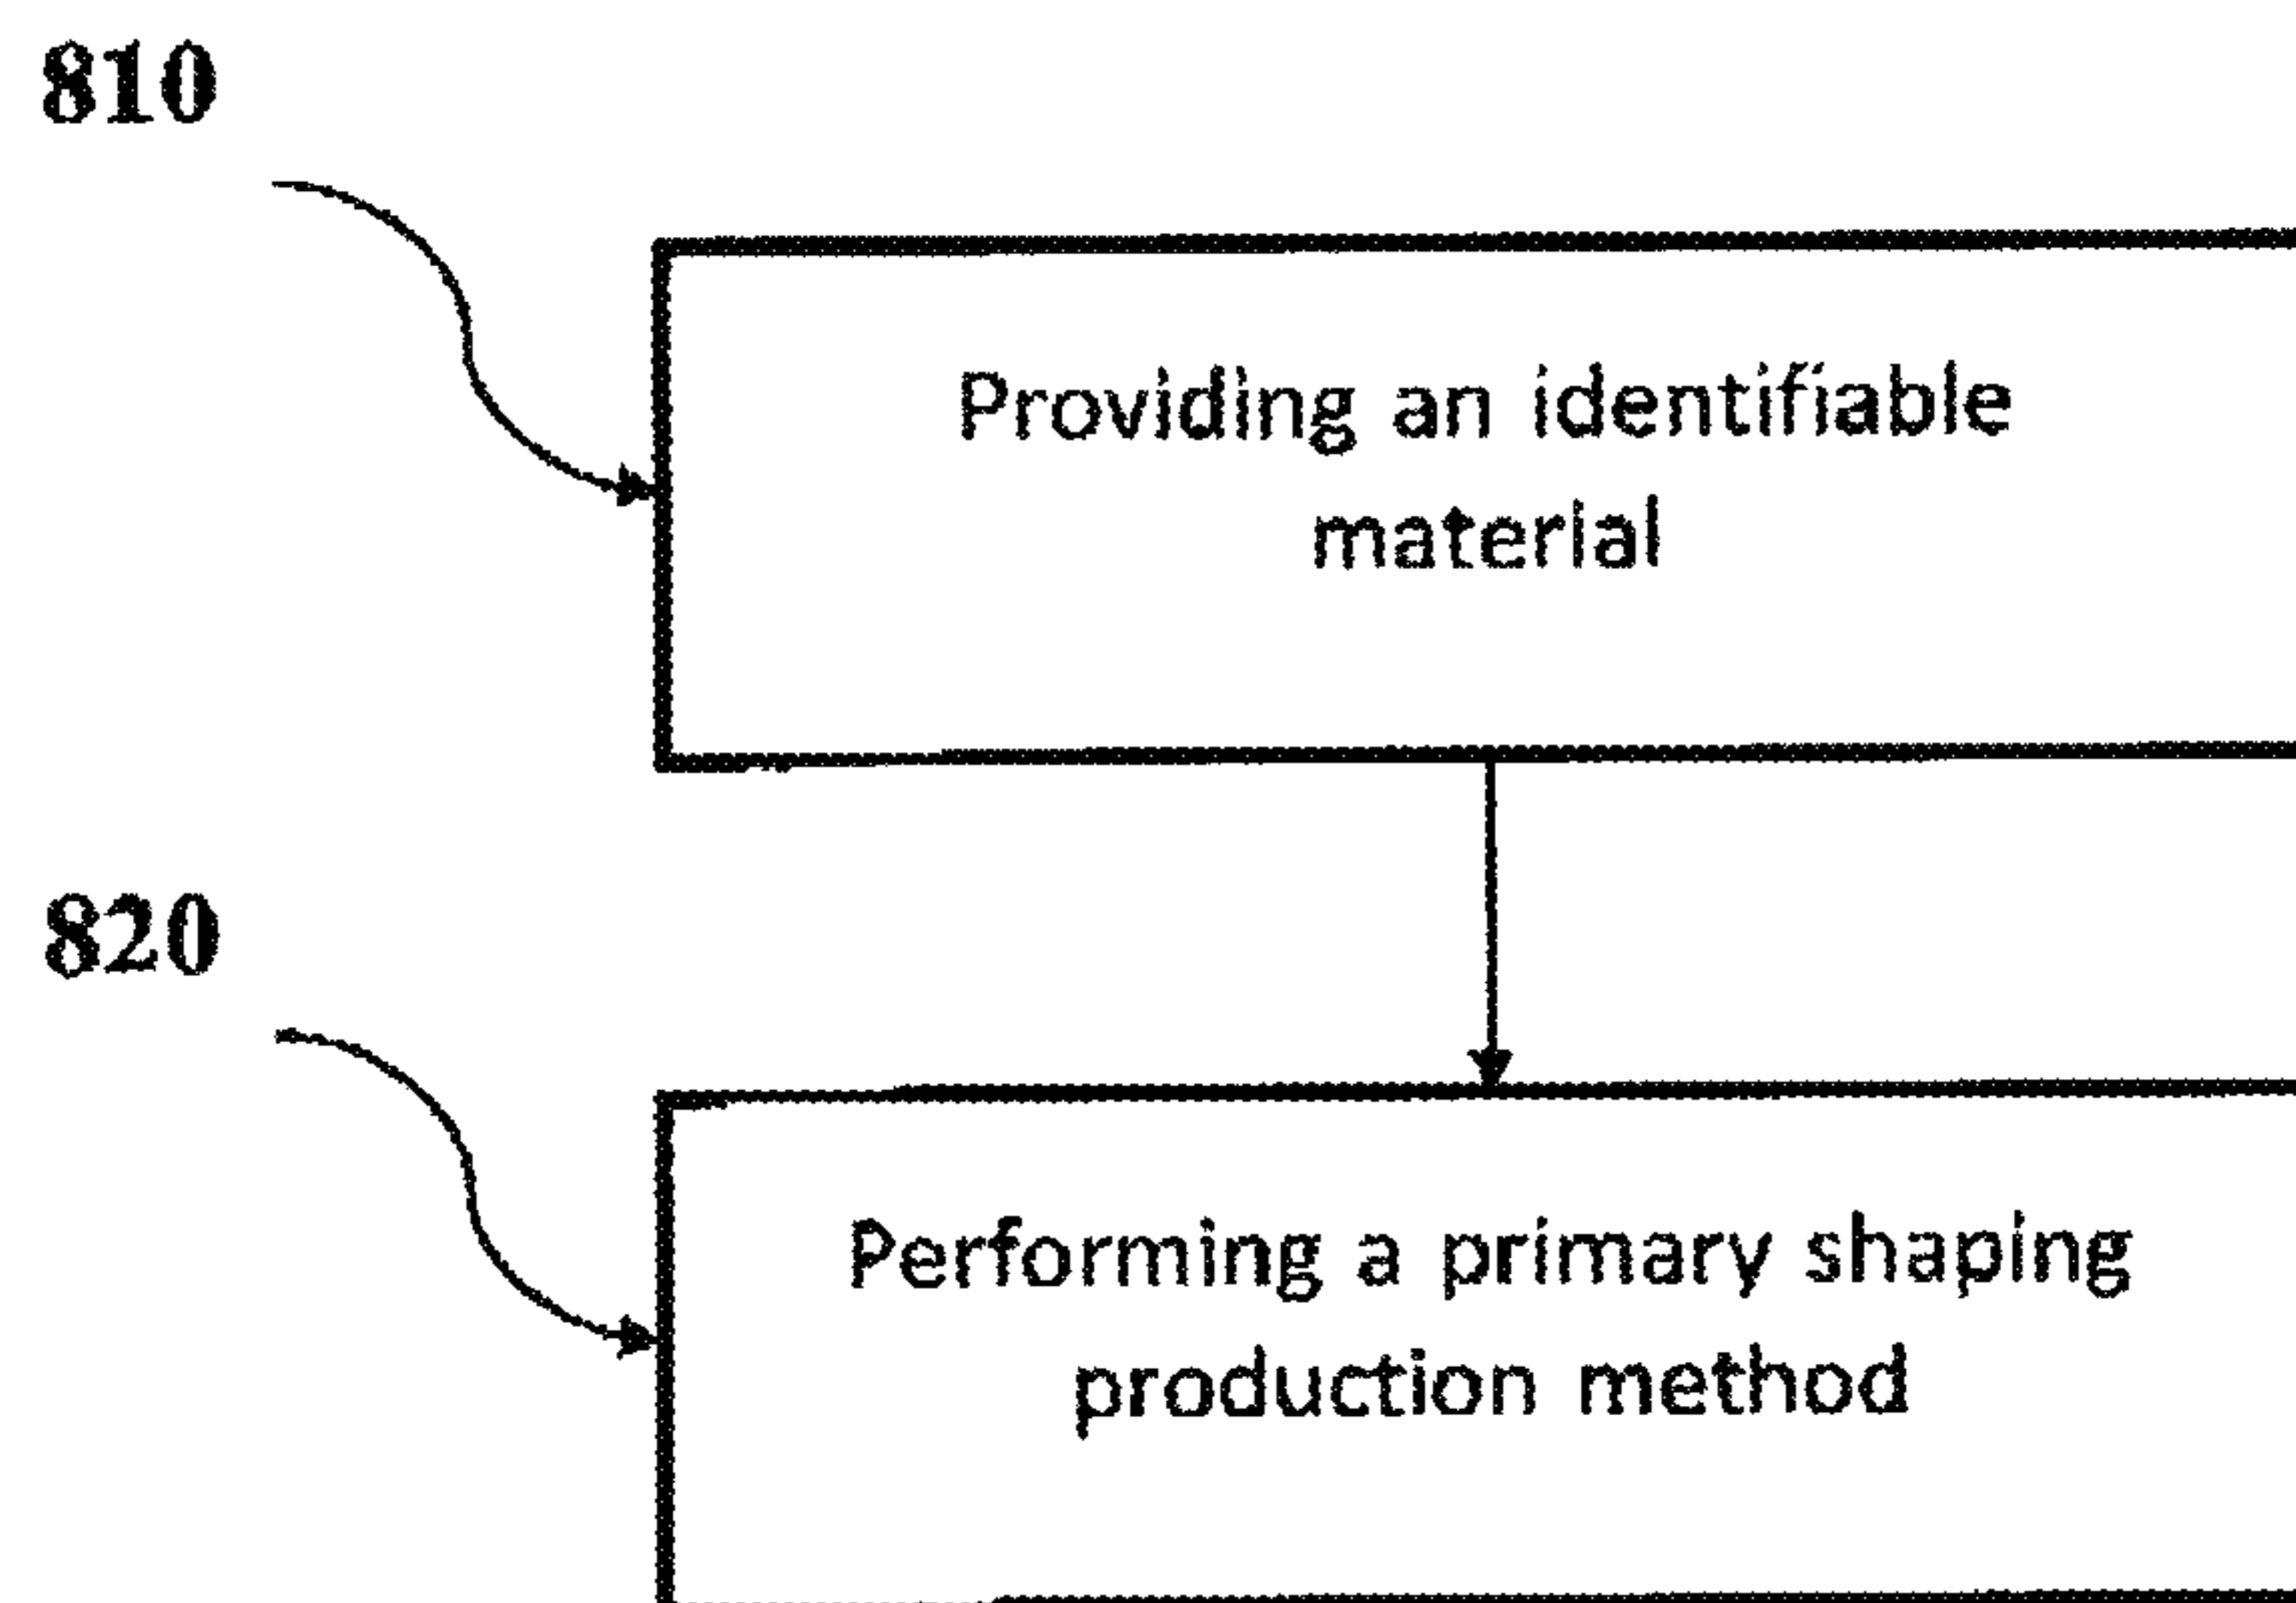 810
Providing an identifiable
material
820
Performing a primary shaping
production method